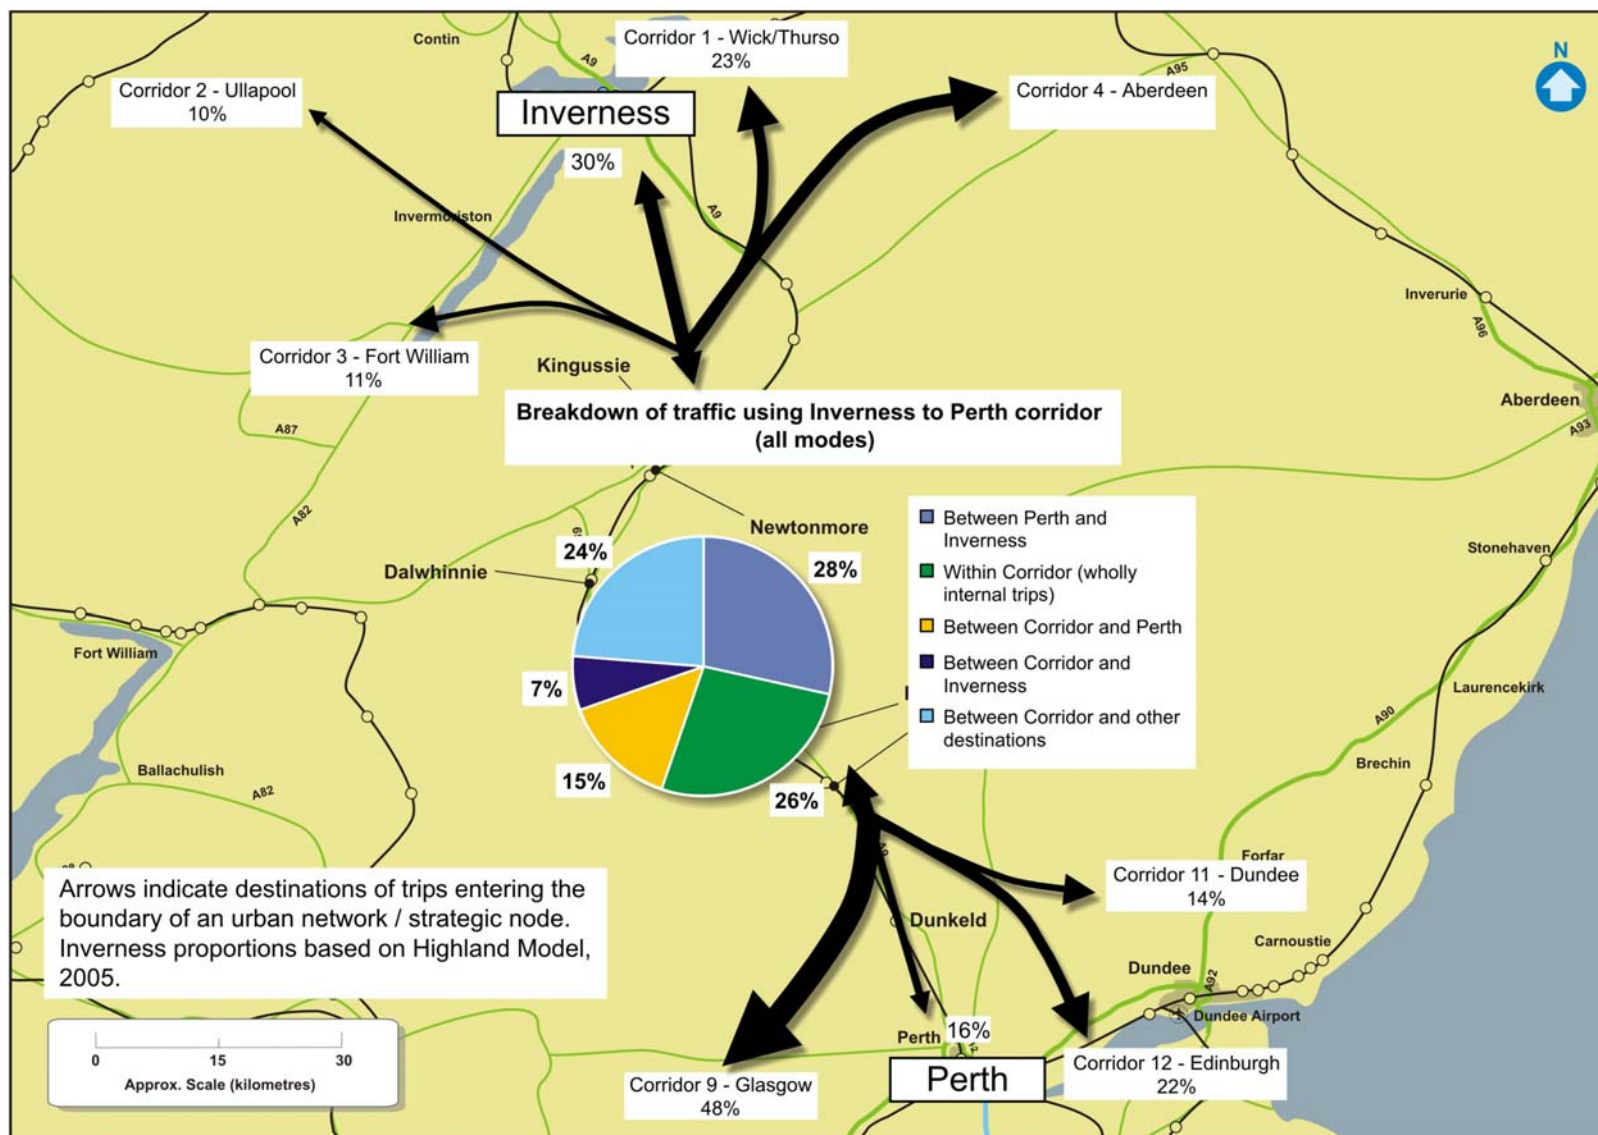 Contin
A9
Corridor 1 - Wick/Thurso
23%
A95
N
Corridor 2 - Ullapool
10%
Corridor 4 - Aberdeen
Inverness
30%
Invermoriston
A9
Inverurie
A96
Corridor 3 - Fort William
11%
Kingussie
Aberdeen
A93
A87
Breakdown of traffic using Inverness to Perth corridor
(all modes)
A82
Newtonmore
Between Perth and
Inverness
Within Corridor (wholly
internal trips)
Between Corridor and Perth
Between Corridor and
Inverness
Between Corridor and other
destinations
24%
28%
7%
15%
26%
Dalwhinnie
Stonehaven
Fort William
Laurencekirk
A90
Ballachulish
A82
Brechin
A9
Forfar
Corridor 11 - Dundee
14%
Arrows indicate destinations of trips entering the
boundary of an urban network / strategic node.
Inverness proportions based on Highland Model,
2005.
Dunkeld
Carnoustie
Dundee
A92
Dundee Airport
0 15 30
Approx. Scale (kilometres)
Perth
16%
Perth
Corridor 9 - Glasgow
48%
Corridor 12 - Edinburgh
22%